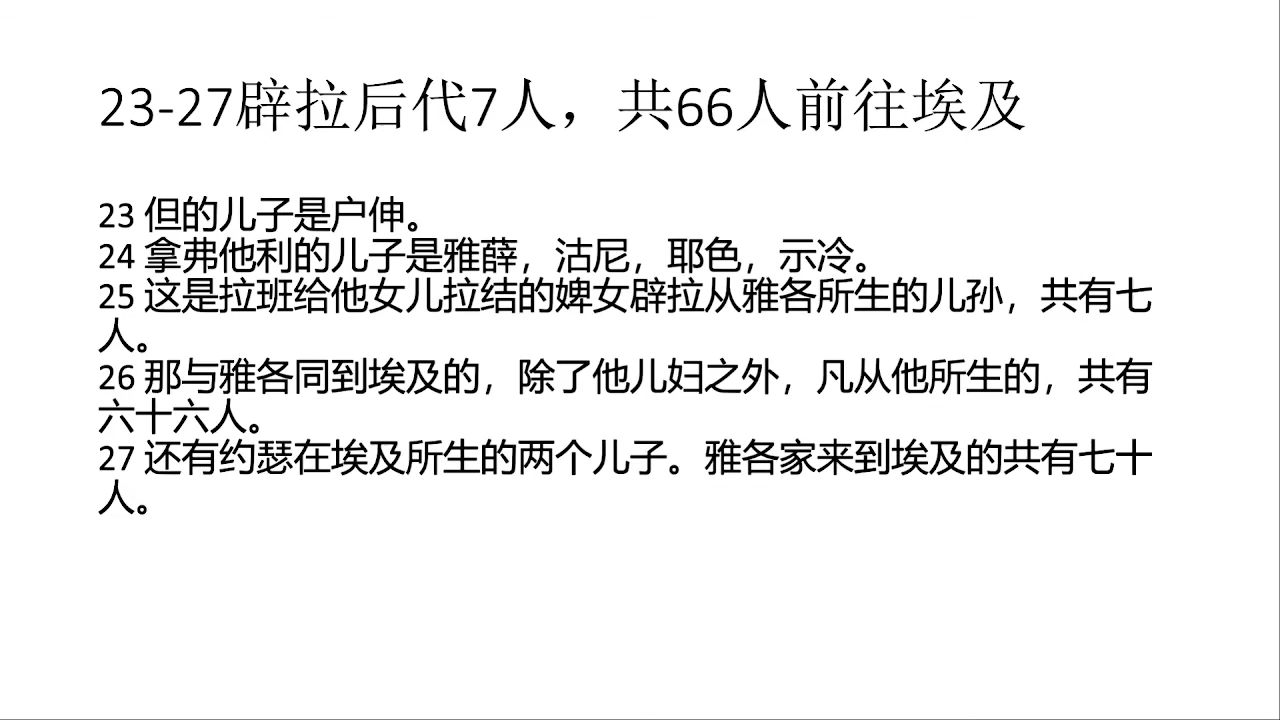 23-27辟拉后代7人，共66人前往埃及
23 但的儿子是户伸。
24 拿弗他利的儿子是雅薛，沽尼，耶色，示冷。
25 这是拉班给他女儿拉结的婢女辟拉从雅各所生的儿孙，共有七
人。
26 那与雅各同到埃及的，除了他儿妇之外，凡从他所生的，共有
六十六人。
27 还有约瑟在埃及所生的两个儿子。雅各家来到埃及的共有七十
人。